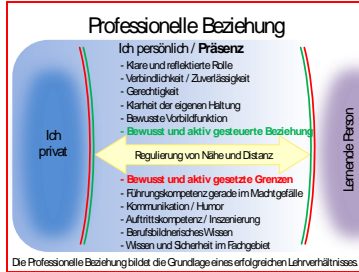 Professionelle Beziehung
Ich persönlich / Präsenz
- Klare und reflektierte Rolle
- Verbindlichkeit / Zuverlässigkeit
- Gerechtigkeit
- Klarheit der eigenen Haltung
- Bewusste Vorbildfunktion
- Bewusst und aktiv gesteuerte Beziehung
Ich
privat
Regulierung von Nähe und Distanz
Lernende Person
- Bewusst und aktiv gesetzte Grenzen
- Führungskompetenz gerade im Machtgefälle
- Kommunikation / Humor
- Auftrittskompetenz / Inszenierung
- Berufsbildnerisches Wissen
- Wissen und Sicherheit im Fachgebiet
Die Professionelle Beziehung bildet die Grundlage eines erfolgreichen Lehrverhältnisses.